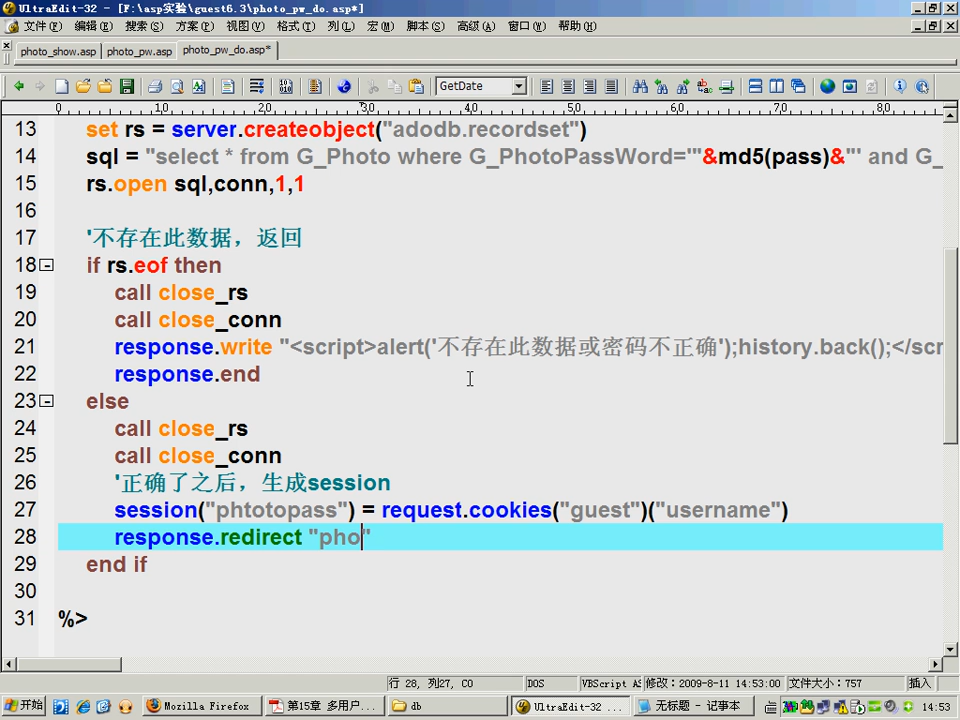 UltraEdit-32 - [F:\asp实验\guest6.3\photo_pw_do.asp*]
文件(F) 编辑(E) 搜索(S) 方案(P) 视图(V) 格式(T) 列(L) 宏(M) 脚本(S) 高级(A) 窗口(W) 帮助(H)
photo_show.asp photo_pw.asp photo_pw_do.asp*
GetDate
0 10 20 30 40 50 60 70 80
13 set rs = server.createobject("adodb.recordset")
14 sql = "select * from G_Photo where G_PhotoPassWord='"&md5(pass)&"' and G_
15 rs.open sql,conn,1,1
16
17 '不存在此数据，返回
18 if rs.eof then
19 call close_rs
20 call close_conn
21 response.write "<script>alert('不存在此数据或密码不正确');history.back();</scr
22 response.end
23 else
24 call close_rs
25 call close_conn
26 '正确了之后，生成session
27 session("phtotopass") = request.cookies("guest")("username")
28 response.redirect "pho"
29 end if
30
31 %>
行 28, 列27, C0 DOS VBScript AS 修改：2009-8-11 14:53:00 文件大小：757 插入
开始 Mozilla Firefox 第15章 多用户... db UltraEdit-32 ... 无标题 - 记事本 14:53